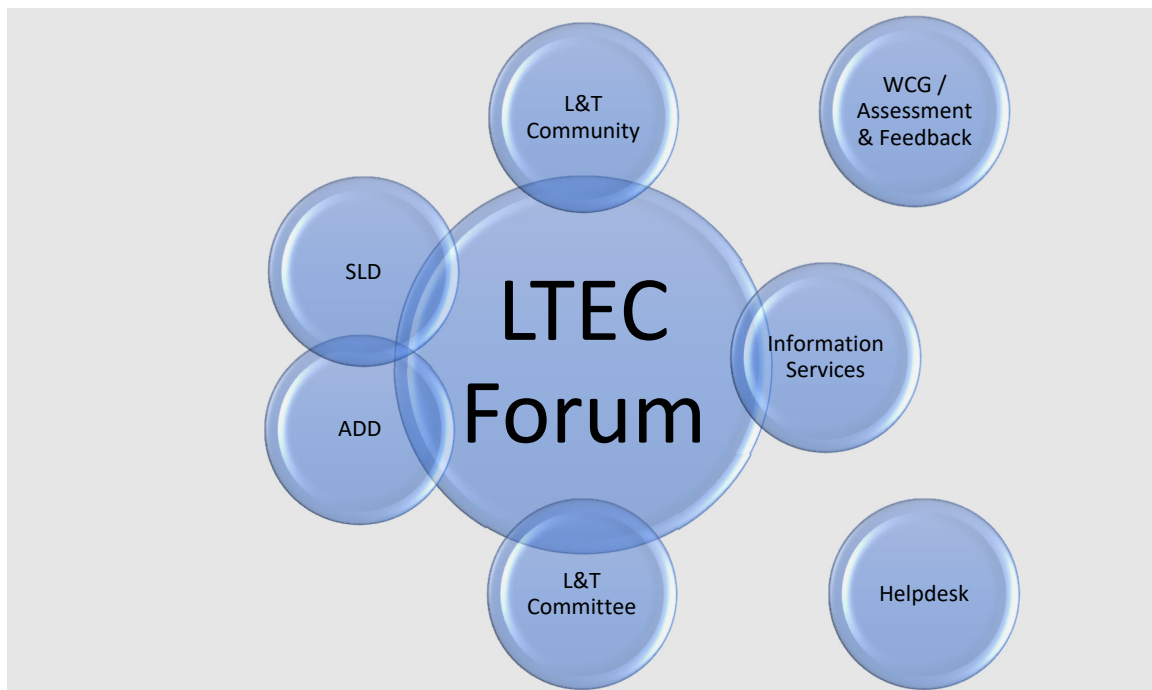 L&T
Community
WCG /
Assessment
& Feedback
SLD
LTEC
Forum
Information
Services
ADD
L&T
Committee
Helpdesk